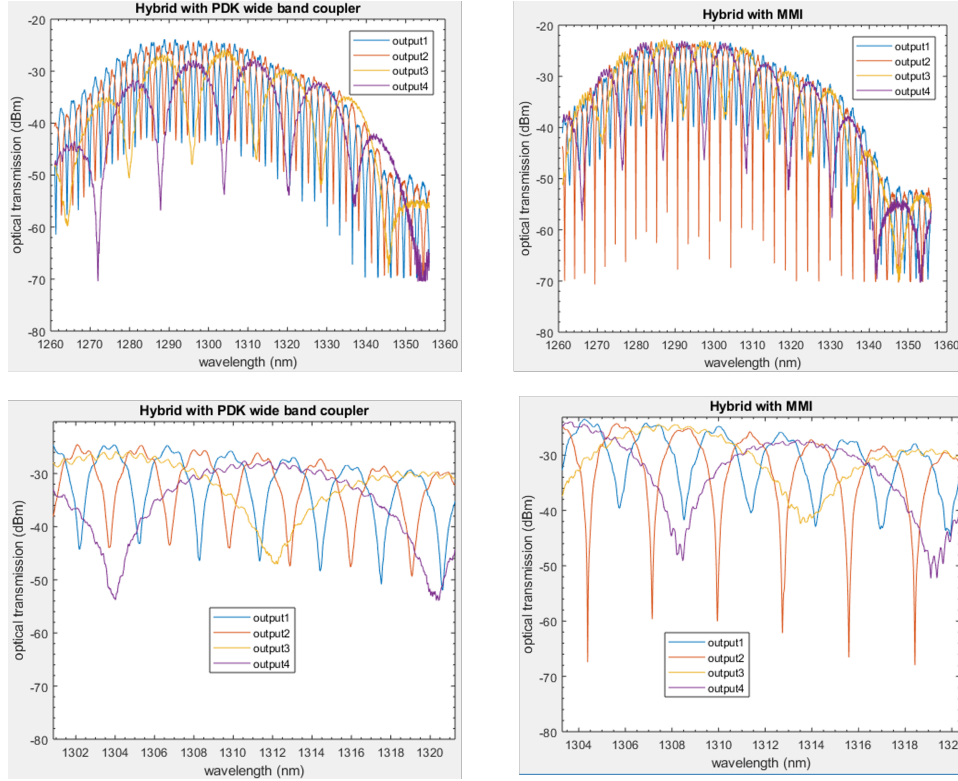 Hybrid with PDK wide band coupler
-20
-30
-40
-50
-60
-70
-80
optical transmission (dBm)
output1
output2
output3
output4
1260 1270 1280 1290 1300 1310 1320 1330 1340 1350 1360
wavelength (nm)
Hybrid with MMI
-20
-30
-40
-50
-60
-70
-80
optical transmission (dBm)
output1
output2
output3
output4
1260 1270 1280 1290 1300 1310 1320 1330 1340 1350 1360
wavelength (nm)
Hybrid with PDK wide band coupler
-30
-40
-50
-60
-70
-80
optical transmission (dBm)
output1
output2
output3
output4
1302 1304 1306 1308 1310 1312 1314 1316 1318 1320
wavelength (nm)
Hybrid with MMI
-30
-40
-50
-60
-70
-80
optical transmission (dBm)
output1
output2
output3
output4
1304 1306 1308 1310 1312 1314 1316 1318 132
wavelength (nm)